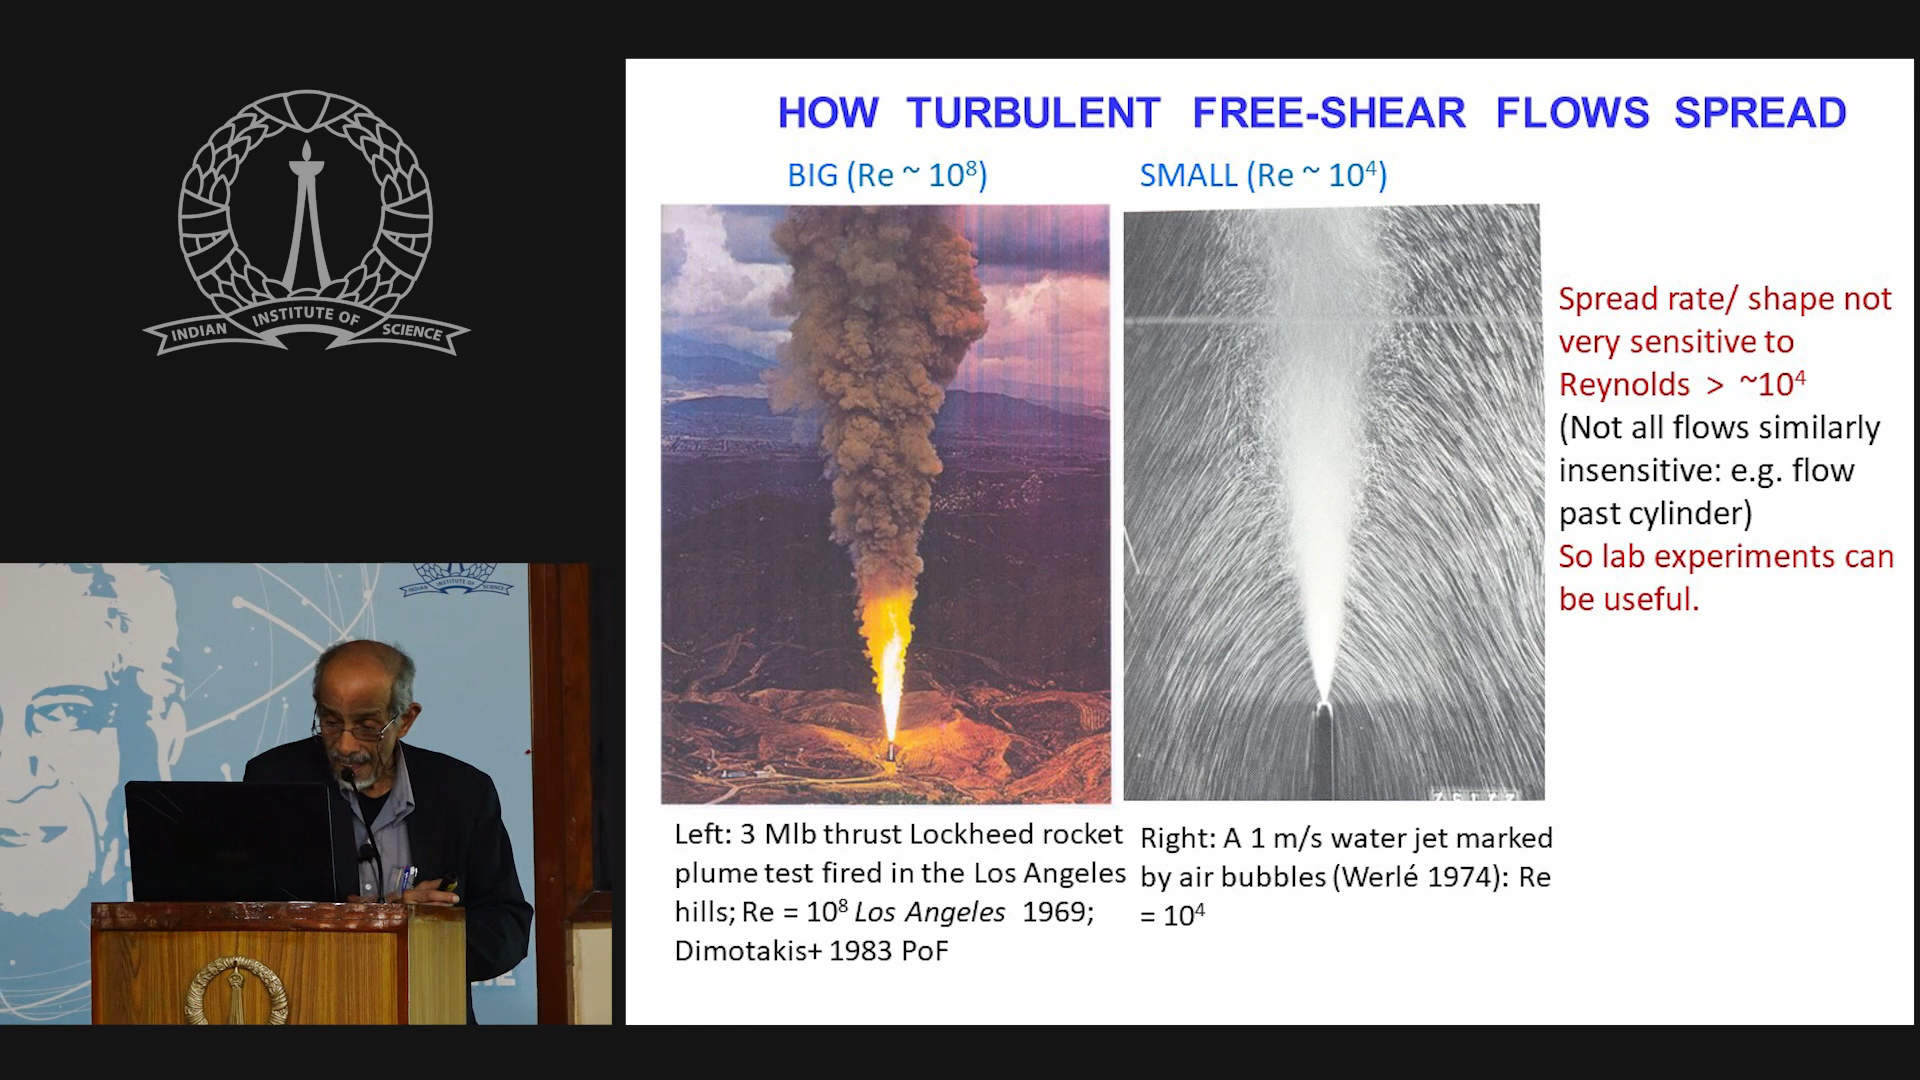 INDIAN INSTITUTE OF SCIENCE
HOW TURBULENT FREE-SHEAR FLOWS SPREAD
BIG (Re ~ 10⁸)
SMALL (Re ~ 10⁴)
Spread rate/ shape not
very sensitive to
Reynolds > ~10⁴
(Not all flows similarly
insensitive: e.g. flow
past cylinder)
So lab experiments can
be useful.
Left: 3 Mlb thrust Lockheed rocket
plume test fired in the Los Angeles
hills; Re = 10⁸ Los Angeles 1969;
Dimotakis+ 1983 PoF
Right: A 1 m/s water jet marked
by air bubbles (Werlé 1974): Re
= 10⁴
INSTITUTE OF SCIENCE